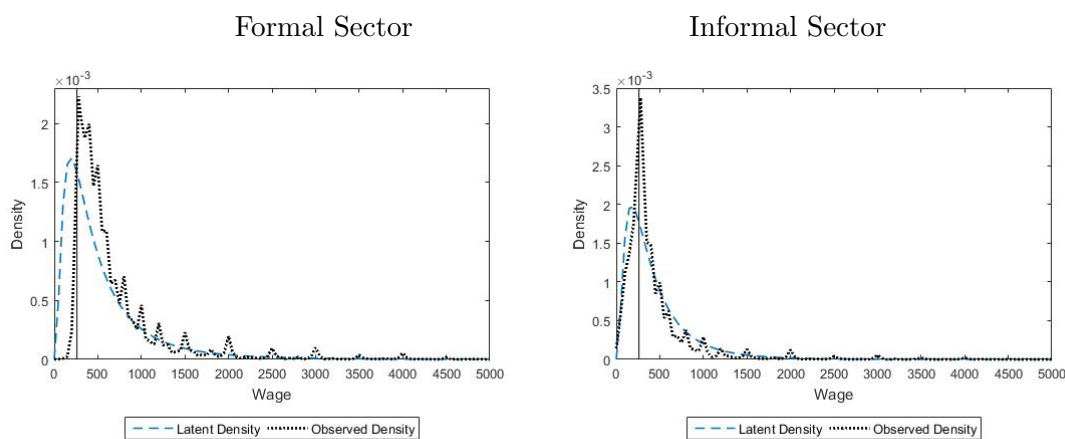 Formal Sector
Informal Sector
×10⁻³
2
1.5
1
0.5
0
Density
0 500 1000 1500 2000 2500 3000 3500 4000 4500 5000
Wage
Latent Density Observed Density
×10⁻³
3.5
3
2.5
2
1.5
1
0.5
0
Density
0 500 1000 1500 2000 2500 3000 3500 4000 4500 5000
Wage
Latent Density Observed Density